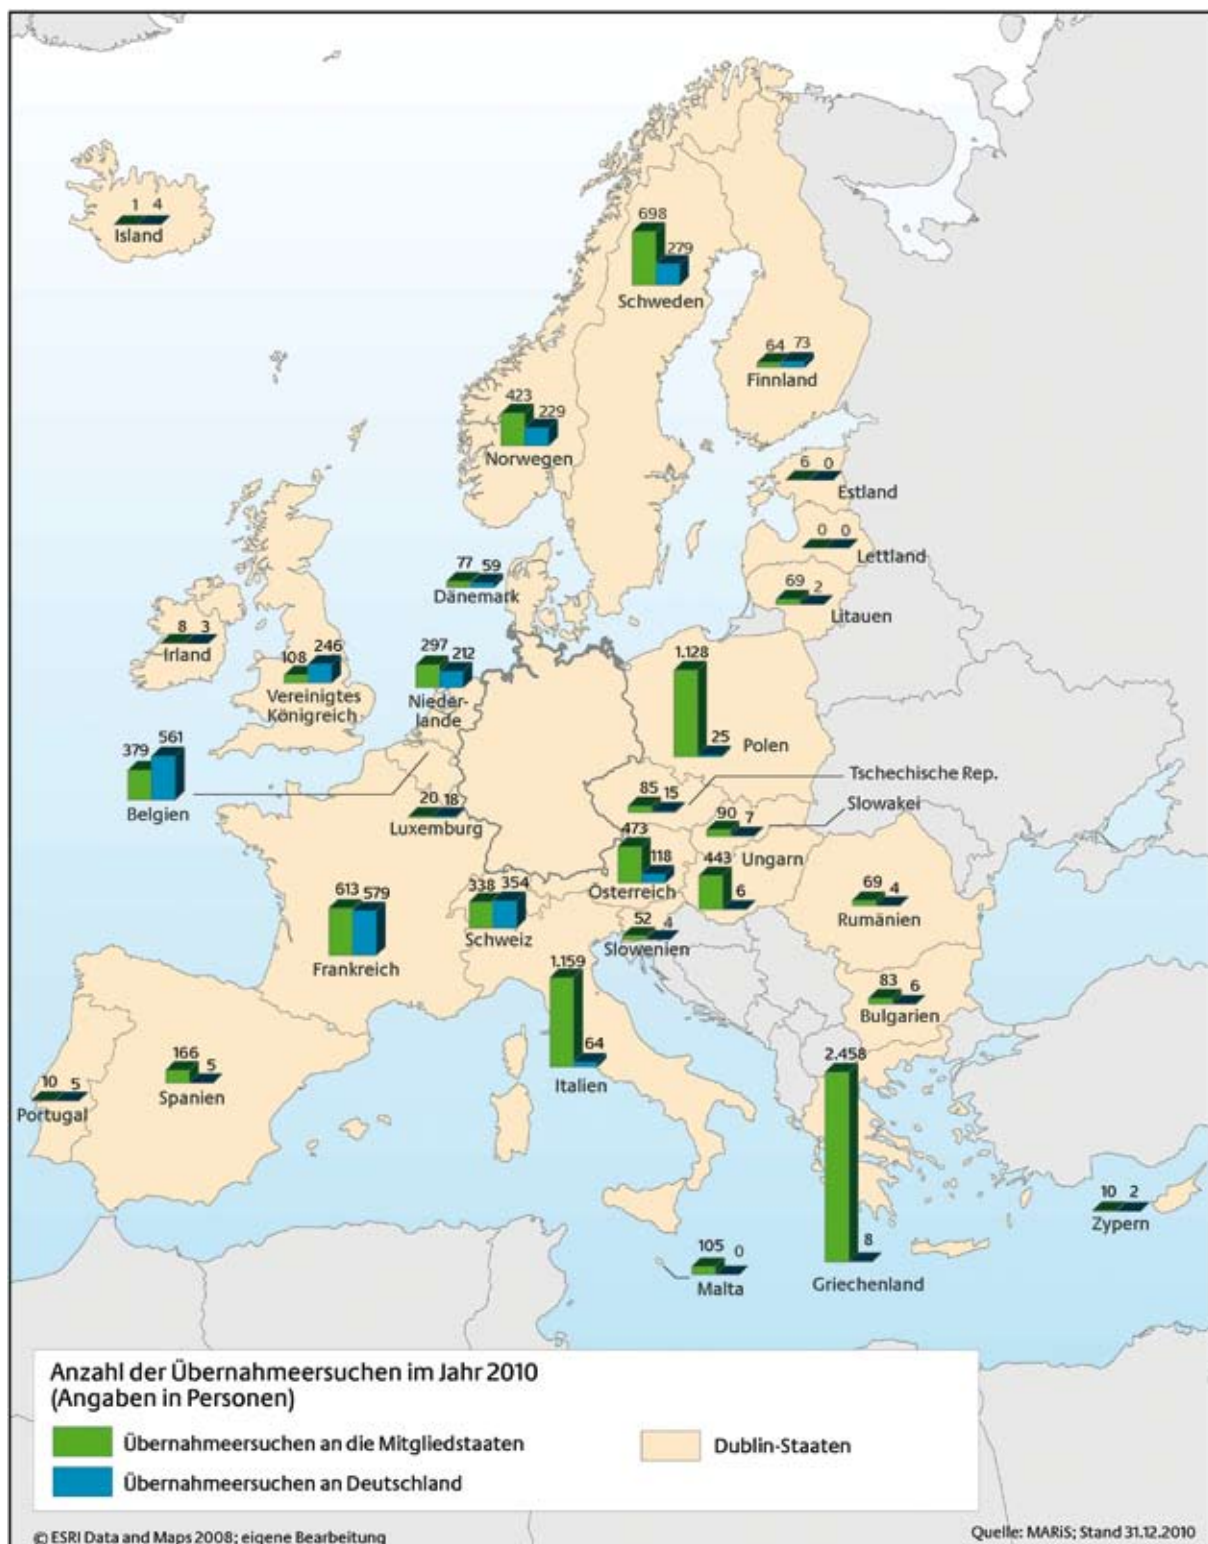 1 4
Island
698
279
Schweden
64 73
Finnland
423
229
Norwegen
6 0
Estland
0 0
Lettland
77 59
Dänemark
69 2
Litauen
8 3
Irland
108 246
Vereinigtes
Königreich
297 212
Nieder-
lande
1.128
25
Polen
379 561
Belgien
Tschechische Rep.
85 15
Slowakei
90 7
20 18
Luxemburg
473
118
Österreich
Ungarn
443
6
69 4
Rumänien
613 579
Frankreich
338 354
Schweiz
52 4
Slowenien
83 6
Bulgarien
1.159
64
Italien
166
5
Spanien
10 5
Portugal
2.458
8
Griechenland
10 2
Zypern
105 0
Malta
Anzahl der Übernahmeersuchen im Jahr 2010
(Angaben in Personen)
Übernahmeersuchen an die Mitgliedstaaten
Dublin-Staaten
Übernahmeersuchen an Deutschland
© ESRI Data and Maps 2008; eigene Bearbeitung
Quelle: MARiS; Stand 31.12.2010